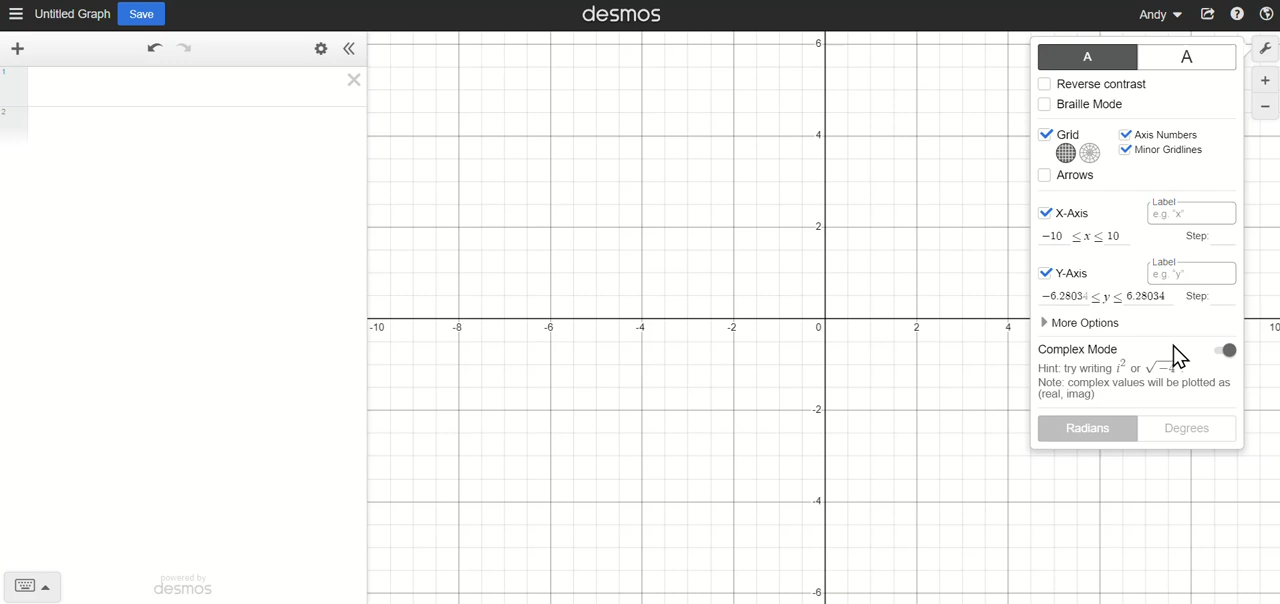 Untitled Graph Save desmos Andy ?
A A
1
Reverse contrast
2
Braille Mode
Grid Axis Numbers
Minor Gridlines
Arrows
X-Axis Label e.g. "x"
−10 ≤ x ≤ 10 Step:
Y-Axis Label e.g. "y"
−6.28034 ≤ y ≤ 6.28034 Step:
More Options
Complex Mode
Hint: try writing i² or √−4
Note: complex values will be plotted as
(real, imag)
Radians Degrees
6
4
2
-10 -8 -6 -4 -2 0 2 4 10
-2
-4
-6
powered by
desmos